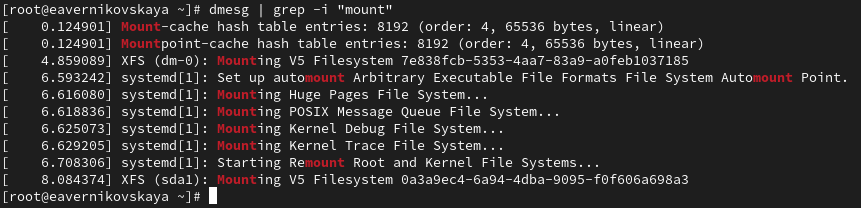 [root@eavernikovskaya ~]# dmesg | grep -i "mount"
[    0.124901] Mount-cache hash table entries: 8192 (order: 4, 65536 bytes, linear)
[    0.124901] Mountpoint-cache hash table entries: 8192 (order: 4, 65536 bytes, linear)
[    4.859089] XFS (dm-0): Mounting V5 Filesystem 7e838fcb-5353-4aa7-83a9-a0feb1037185
[    6.593242] systemd[1]: Set up automount Arbitrary Executable File Formats File System Automount Point.
[    6.616080] systemd[1]: Mounting Huge Pages File System...
[    6.618836] systemd[1]: Mounting POSIX Message Queue File System...
[    6.625073] systemd[1]: Mounting Kernel Debug File System...
[    6.629205] systemd[1]: Mounting Kernel Trace File System...
[    6.708306] systemd[1]: Starting Remount Root and Kernel File Systems...
[    8.084374] XFS (sda1): Mounting V5 Filesystem 0a3a9ec4-6a94-4dba-9095-f0f606a698a3
[root@eavernikovskaya ~]#